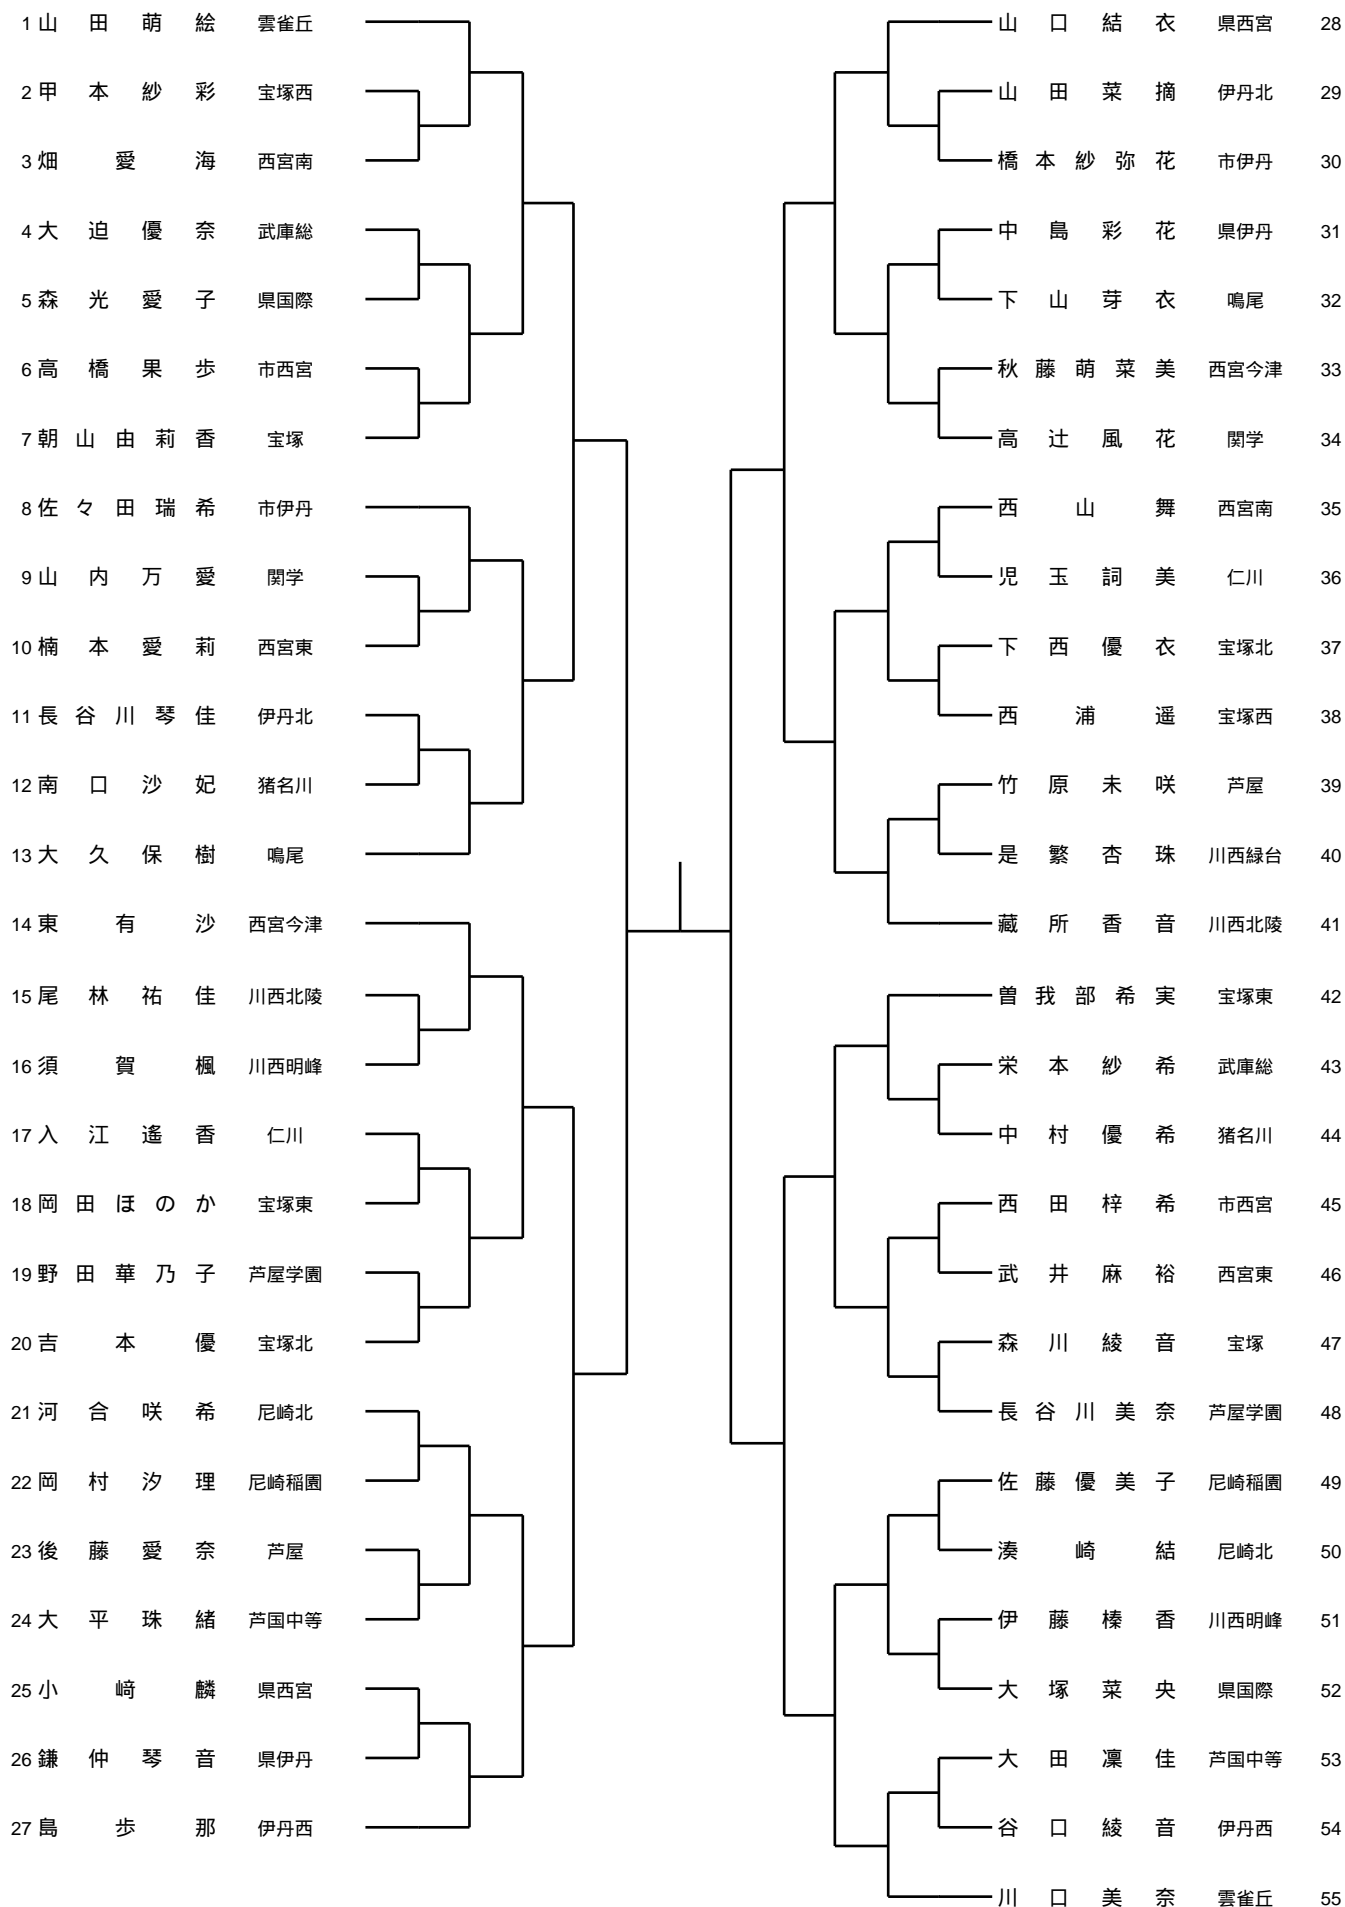 1 山田萌絵 雲雀丘
2 甲本紗彩 宝塚西
3 畑愛海 西宮南
4 大迫優奈 武庫総
5 森光愛子 県国際
6 高橋果歩 市西宮
7 朝山由莉香 宝塚
8 佐々田瑞希 市伊丹
9 山内万愛 関学
10 楠本愛莉 西宮東
11 長谷川琴佳 伊丹北
12 南口沙妃 猪名川
13 大久保樹 鳴尾
14 東有沙 西宮今津
15 尾林祐佳 川西北陵
16 須賀楓 川西明峰
17 入江遙香 仁川
18 岡田ほのか 宝塚東
19 野田華乃子 芦屋学園
20 吉本優 宝塚北
21 河合咲希 尼崎北
22 岡村汐理 尼崎稲園
23 後藤愛奈 芦屋
24 大平珠緒 芦国中等
25 小﨑麟 県西宮
26 鎌仲琴音 県伊丹
27 島歩那 伊丹西
山口結衣 県西宮 28
山田菜摘 伊丹北 29
橋本紗弥花 市伊丹 30
中島彩花 県伊丹 31
下山芽衣 鳴尾 32
秋藤萌菜美 西宮今津 33
高辻風花 関学 34
西山舞 西宮南 35
児玉詞美 仁川 36
下西優衣 宝塚北 37
西浦遥 宝塚西 38
竹原未咲 芦屋 39
是繁杏珠 川西緑台 40
藏所香音 川西北陵 41
曽我部希実 宝塚東 42
栄本紗希 武庫総 43
中村優希 猪名川 44
西田梓希 市西宮 45
武井麻裕 西宮東 46
森川綾音 宝塚 47
長谷川美奈 芦屋学園 48
佐藤優美子 尼崎稲園 49
湊崎結 尼崎北 50
伊藤榛香 川西明峰 51
大塚菜央 県国際 52
大田凜佳 芦国中等 53
谷口綾音 伊丹西 54
川口美奈 雲雀丘 55